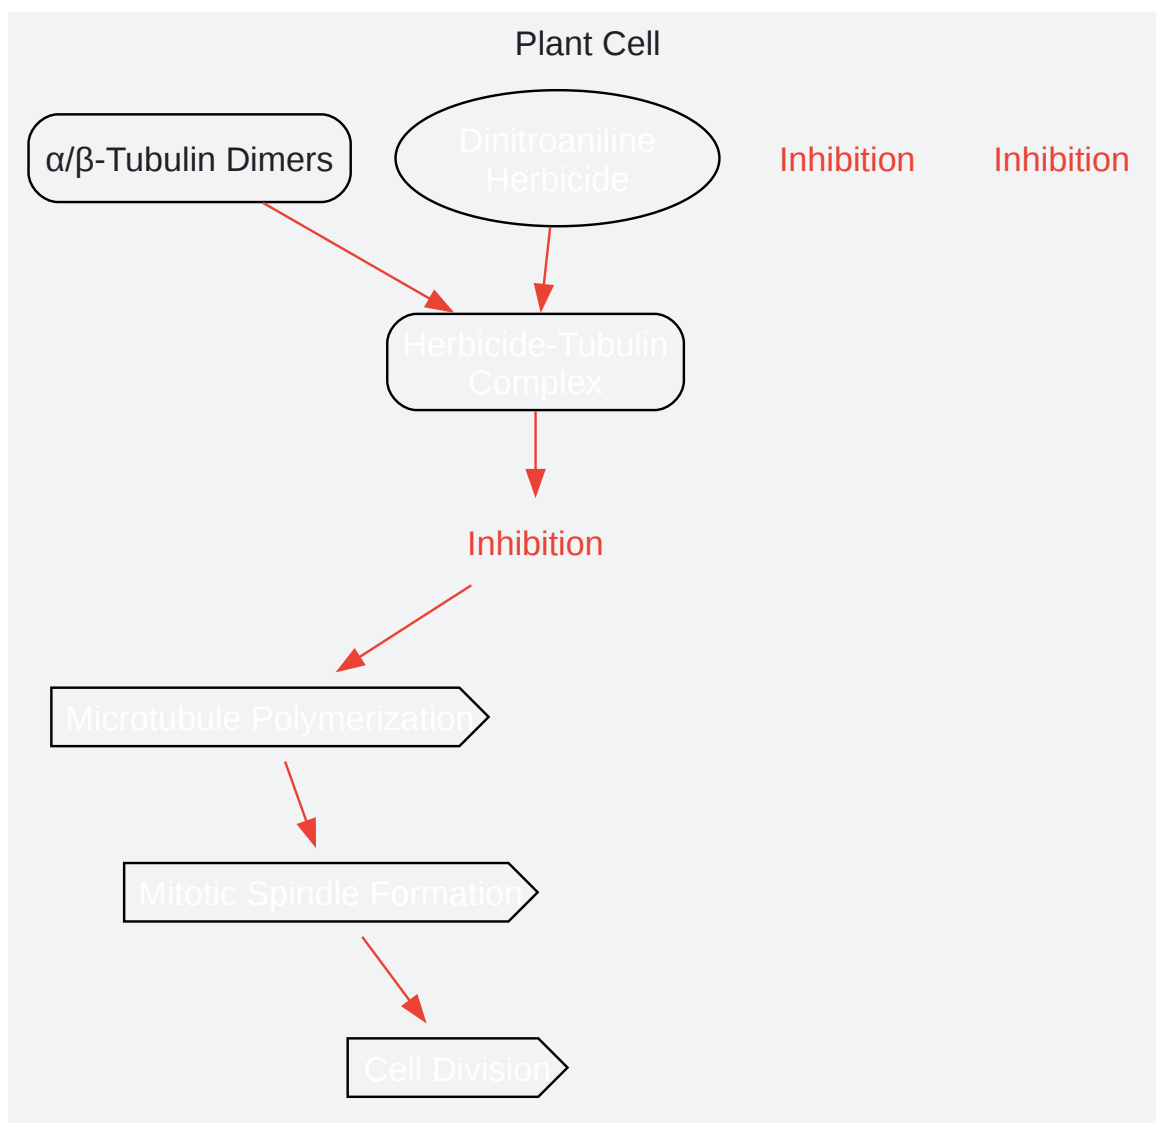 Plant Cell
α/β-Tubulin Dimers
Dinitroaniline
Herbicide
Inhibition
Inhibition
Herbicide-Tubulin
Complex
Inhibition
Microtubule Polymerization
Mitotic Spindle Formation
Cell Division